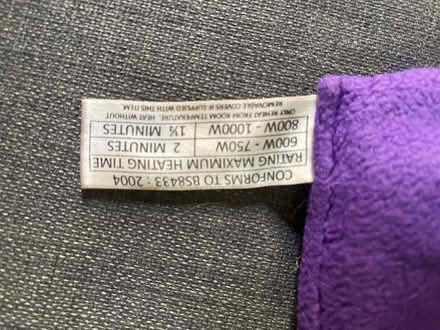 CONFORMS TO BS8433 : 2004
RATING MAXIMUM HEATING TIME
600W - 750W 2 MINUTES
800W - 1000W 1½ MINUTES
ONLY REHEAT FROM ROOM TEMPERATURE. HEAT WITHOUT
REMOVABLE COVERS IF SUPPLIED WITH THIS ITEM